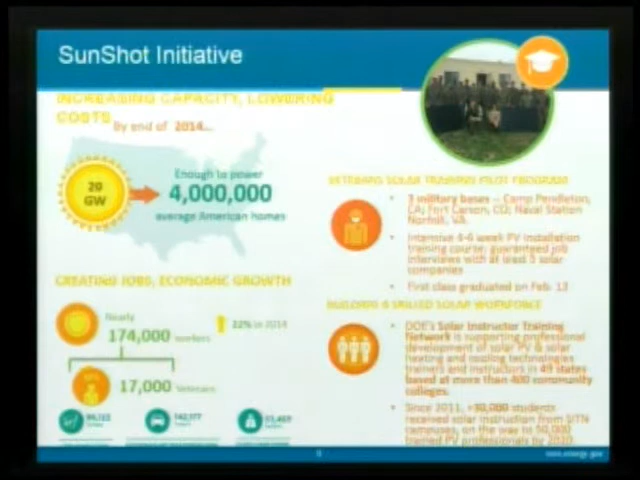 SunShot Initiative
INCREASING CAPACITY, LOWERING
COSTS
By end of 2014...
20
GW
Enough to power
4,000,000
average American homes
CREATING JOBS, ECONOMIC GROWTH
Nearly
174,000 workers
22% in 2014
17,000 Veterans
VETERANS SOLAR TRAINING PILOT PROGRAM
• 3 military bases – Camp Pendleton,
CA; Fort Carson, CO; Naval Station
Norfolk, VA
• Intensive 4-6 week PV installation
training course; guaranteed job
interviews with at least 5 solar
companies
• First class graduated on Feb. 13
BUILDING A SKILLED SOLAR WORKFORCE
• DOE's Solar Instructor Training
Network is supporting professional
development of solar PV & solar
heating and cooling technologies
trainers and instructors in 49 states
based at more than 400 community
colleges.
• Since 2011, +30,000 students
received solar instruction from SITN
campuses, on the way to 50,000
trained PV professionals by 2020